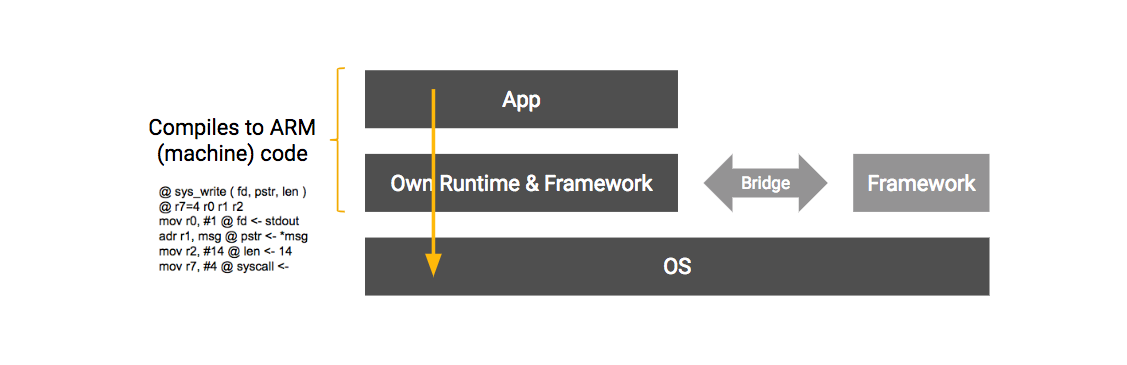 App
Compiles to ARM
(machine) code
Own Runtime & Framework
Bridge
Framework
@ sys_write ( fd, pstr, len )
@ r7=4 r0 r1 r2
mov r0, #1 @ fd <- stdout
adr r1, msg @ pstr <- *msg
mov r2, #14 @ len <- 14
mov r7, #4 @ syscall <-
OS